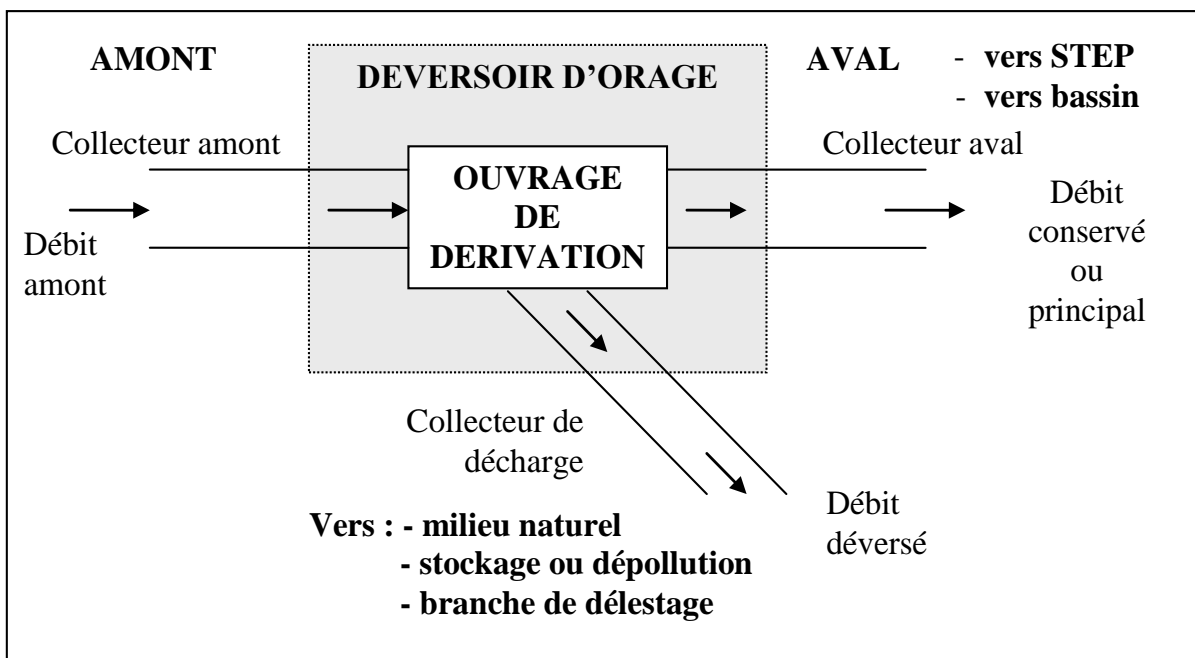 AMONT
DEVERSOIR D'ORAGE
AVAL
- vers STEP
- vers bassin
Collecteur amont
Collecteur aval
OUVRAGE
DE
DERIVATION
Débit
amont
Débit
conservé
ou
principal
Collecteur de
décharge
Débit
déversé
Vers : - milieu naturel
- stockage ou dépollution
- branche de délestage